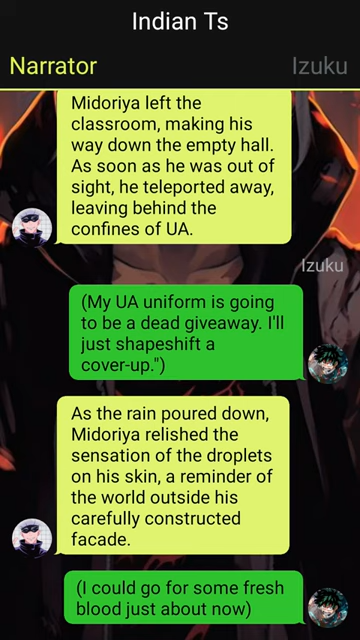 Indian Ts
Narrator
Izuku
Midoriya left the
classroom, making his
way down the empty hall.
As soon as he was out of
sight, he teleported away,
leaving behind the
confines of UA.
Izuku
(My UA uniform is going
to be a dead giveaway. I'll
just shapeshift a
cover-up.")
As the rain poured down,
Midoriya relished the
sensation of the droplets
on his skin, a reminder of
the world outside his
carefully constructed
facade.
(I could go for some fresh
blood just about now)